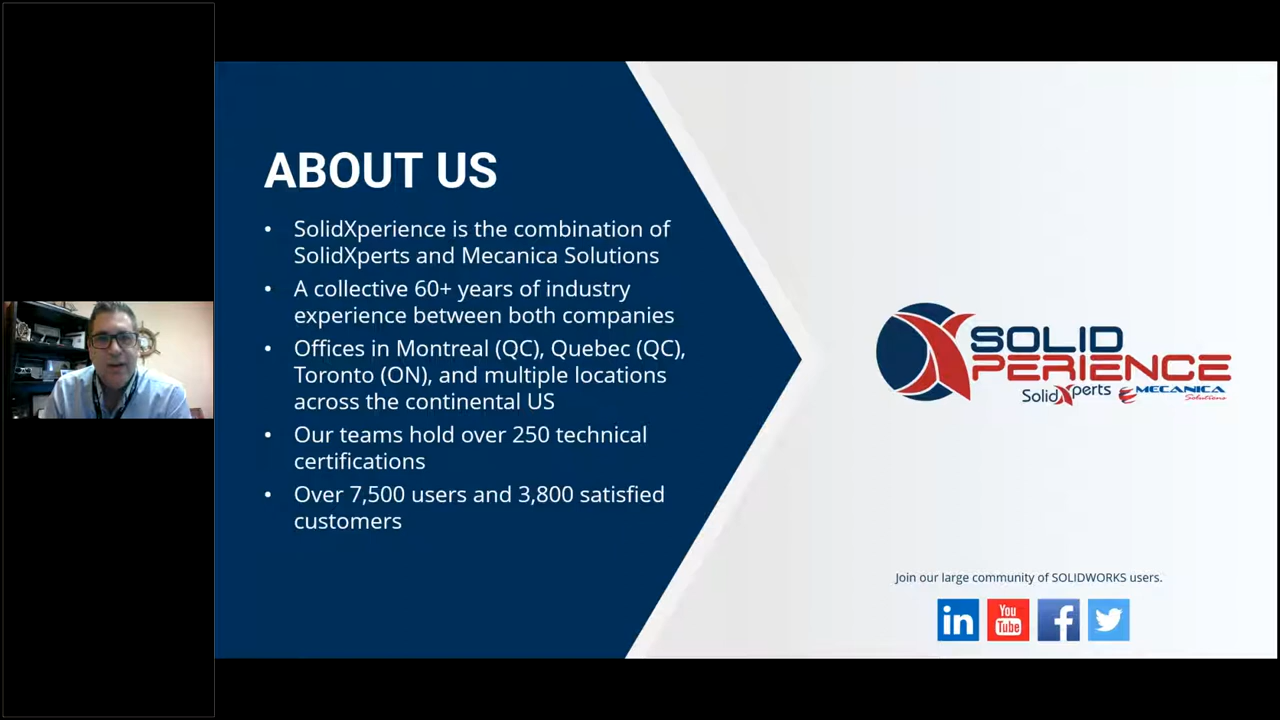 ABOUT US
• SolidXperience is the combination of
SolidXperts and Mecanica Solutions
• A collective 60+ years of industry
experience between both companies
• Offices in Montreal (QC), Quebec (QC),
Toronto (ON), and multiple locations
across the continental US
• Our teams hold over 250 technical
certifications
• Over 7,500 users and 3,800 satisfied
customers
SOLID
XPERIENCE
SolidXperts MECANICA
Solutions
Join our large community of SOLIDWORKS users.
in You Tube f